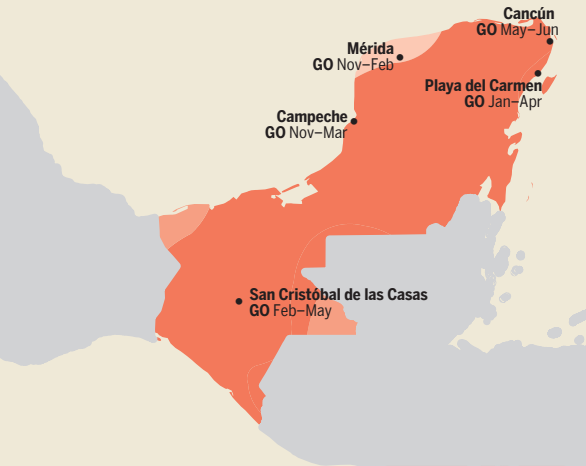 Cancún
GO May–Jun
Mérida
GO Nov–Feb
Playa del Carmen
GO Jan–Apr
Campeche
GO Nov–Mar
San Cristóbal de las Casas
GO Feb–May